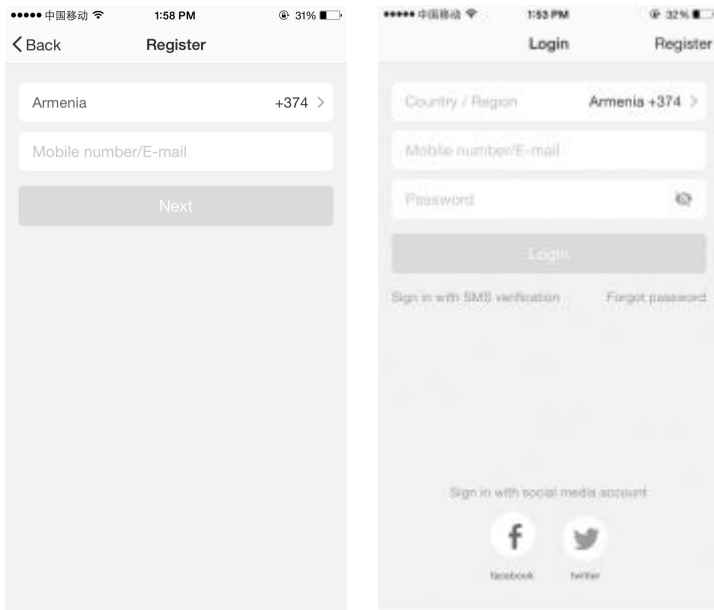 中国移动 1:58 PM 31%
Back Register
Armenia +374
Mobile number/E-mail
Next
中国移动 1:53 PM 32%
Login Register
Country / Region Armenia +374
Mobile number/E-mail
Password
Login
Sign in with SMS verification Forgot password
Sign in with social media account
facebook twitter